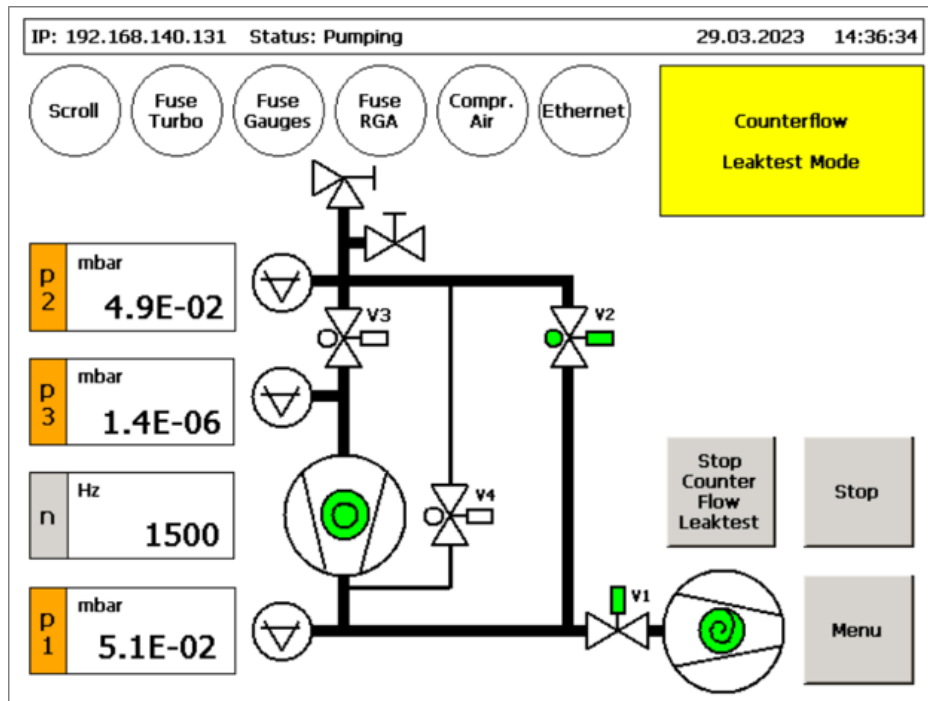 IP: 192.168.140.131 Status: Pumping 29.03.2023 14:36:34
Scroll
Fuse
Turbo
Fuse
Gauges
Fuse
RGA
Compr.
Air
Ethernet
Counterflow
Leaktest Mode
p
2
mbar
4.9E-02
V3
V2
p
3
mbar
1.4E-06
n
Hz
1500
V4
Stop
Counter
Flow
Leaktest
Stop
p
1
mbar
5.1E-02
V1
Menu